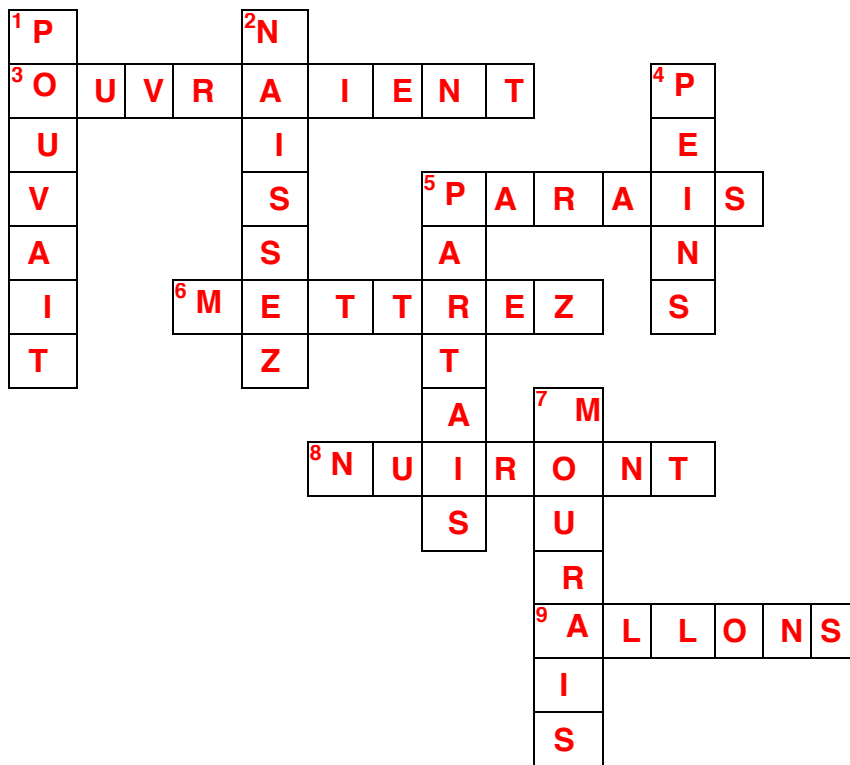 1 P 2 N
3 O U V R A I E N T 4 P
U I E
V S 5 P A R A I S
A S A N
I 6 M E T T R E Z S
T Z T
A 7 M
8 N U I R O N T
S U
R
9 A L L O N S
I
S